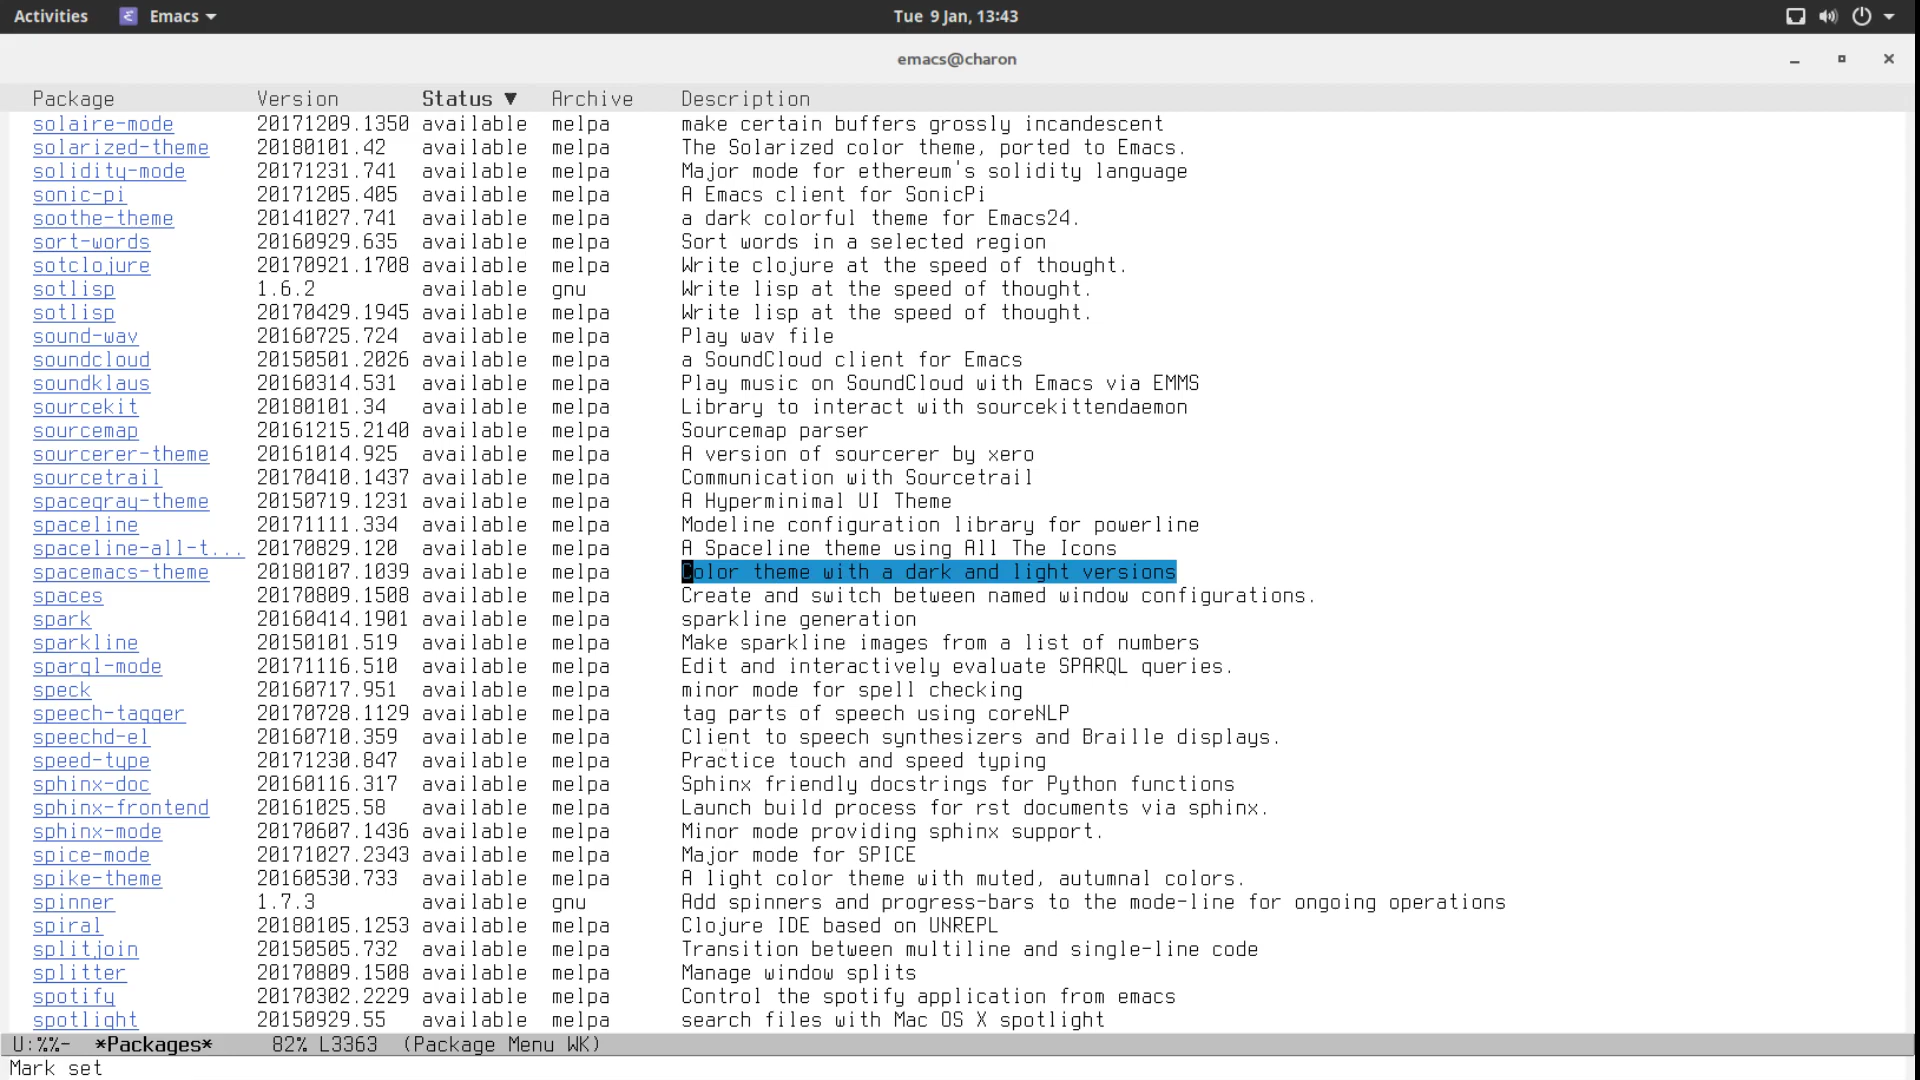 Activities Emacs Tue 9 Jan, 13:43
emacs@charon
Package Version Status ▼ Archive Description
solaire-mode 20171209.1350 available melpa make certain buffers grossly incandescent
solarized-theme 20180101.42 available melpa The Solarized color theme, ported to Emacs.
solidity-mode 20171231.741 available melpa Major mode for ethereum's solidity language
sonic-pi 20171205.405 available melpa A Emacs client for SonicPi
soothe-theme 20141027.741 available melpa a dark colorful theme for Emacs24.
sort-words 20160929.635 available melpa Sort words in a selected region
sotclojure 20170921.1708 available melpa Write clojure at the speed of thought.
sotlisp 1.6.2 available gnu Write lisp at the speed of thought.
sotlisp 20170429.1945 available melpa Write lisp at the speed of thought.
sound-wav 20160725.724 available melpa Play wav file
soundcloud 20150501.2026 available melpa a SoundCloud client for Emacs
soundklaus 20160314.531 available melpa Play music on SoundCloud with Emacs via EMMS
sourcekit 20180101.34 available melpa Library to interact with sourcekittendaemon
sourcemap 20161215.2140 available melpa Sourcemap parser
sourcerer-theme 20161014.925 available melpa A version of sourcerer by xero
sourcetrail 20170410.1437 available melpa Communication with Sourcetrail
spacegray-theme 20150719.1231 available melpa A Hyperminimal UI Theme
spaceline 20171111.334 available melpa Modeline configuration library for powerline
spaceline-all-t... 20170829.120 available melpa A Spaceline theme using All The Icons
spacemacs-theme 20180107.1039 available melpa Color theme with a dark and light versions
spaces 20170809.1508 available melpa Create and switch between named window configurations.
spark 20160414.1901 available melpa sparkline generation
sparkline 20150101.519 available melpa Make sparkline images from a list of numbers
sparql-mode 20171116.510 available melpa Edit and interactively evaluate SPARQL queries.
speck 20160717.951 available melpa minor mode for spell checking
speech-tagger 20170728.1129 available melpa tag parts of speech using coreNLP
speechd-el 20160710.359 available melpa Client to speech synthesizers and Braille displays.
speed-type 20171230.847 available melpa Practice touch and speed typing
sphinx-doc 20160116.317 available melpa Sphinx friendly docstrings for Python functions
sphinx-frontend 20161025.58 available melpa Launch build process for rst documents via sphinx.
sphinx-mode 20170607.1436 available melpa Minor mode providing sphinx support.
spice-mode 20171027.2343 available melpa Major mode for SPICE
spike-theme 20160530.733 available melpa A light color theme with muted, autumnal colors.
spinner 1.7.3 available gnu Add spinners and progress-bars to the mode-line for ongoing operations
spiral 20180105.1253 available melpa Clojure IDE based on UNREPL
splitjoin 20150505.732 available melpa Transition between multiline and single-line code
splitter 20170809.1508 available melpa Manage window splits
spotify 20170302.2229 available melpa Control the spotify application from emacs
spotlight 20150929.55 available melpa search files with Mac OS X spotlight
U:%%- *Packages* 82% L3363 (Package Menu WK)
Mark set